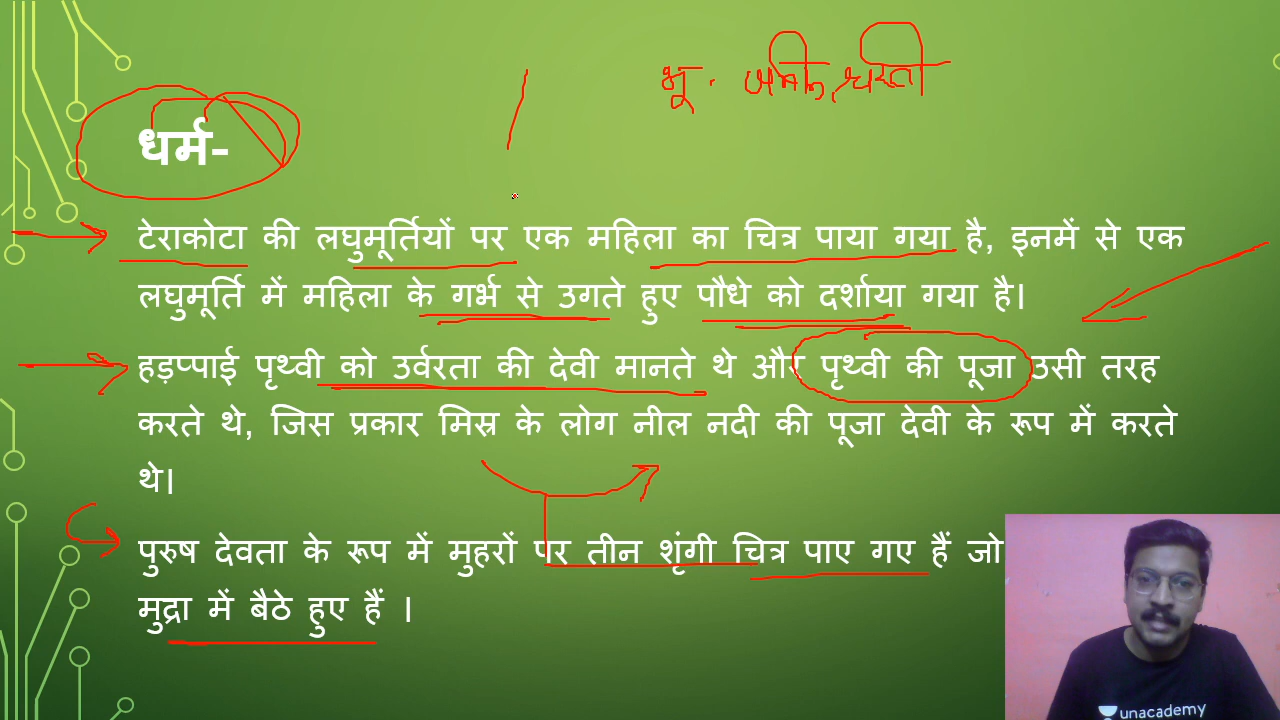 भू.
धर्म-
टेराकोटा की लघुमूर्तियों पर एक महिला का चित्र पाया गया है, इनमें से एक
लघुमूर्ति में महिला के गर्भ से उगते हुए पौधे को दर्शाया गया है।
हड़प्पाई पृथ्वी को उर्वरता की देवी मानते थे और पृथ्वी की पूजा उसी तरह
करते थे, जिस प्रकार मिस्र के लोग नील नदी की पूजा देवी के रूप में करते
थे।
पुरुष देवता के रूप में मुहरों पर तीन शृंगी चित्र पाए गए हैं जो
मुद्रा में बैठे हुए हैं ।
unacademy